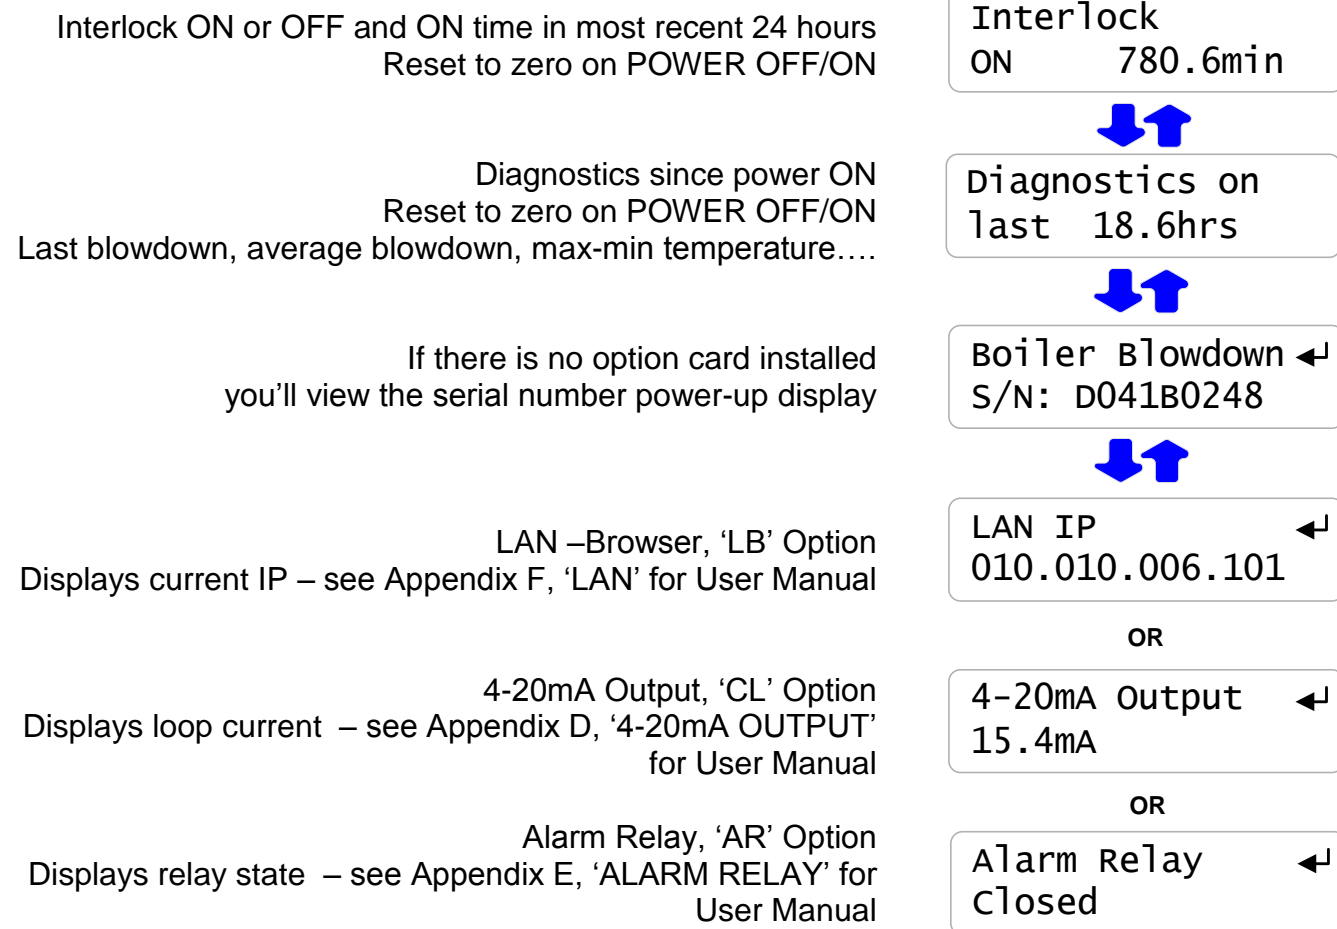 Interlock ON or OFF and ON time in most recent 24 hours
Reset to zero on POWER OFF/ON
Interlock
ON 780.6min
Diagnostics since power ON
Reset to zero on POWER OFF/ON
Last blowdown, average blowdown, max-min temperature….
Diagnostics on
last 18.6hrs
If there is no option card installed
you’ll view the serial number power-up display
Boiler Blowdown
S/N: D041B0248
LAN –Browser, ‘LB’ Option
Displays current IP – see Appendix F, ‘LAN’ for User Manual
LAN IP
010.010.006.101
OR
4-20mA Output, ‘CL’ Option
Displays loop current – see Appendix D, ‘4-20mA OUTPUT’
for User Manual
4-20mA Output
15.4mA
OR
Alarm Relay, ‘AR’ Option
Displays relay state – see Appendix E, ‘ALARM RELAY’ for
User Manual
Alarm Relay
Closed